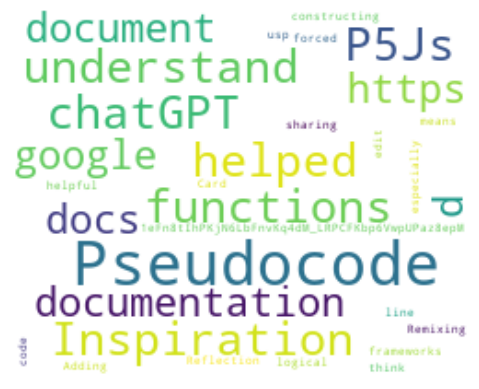 constructing
document
usp forced
P5Js
understand
https
chatGPT
sharing
means
google
helped
edit
especially
helpful
Card
functions
d
docs
Pseudocode
documentation
line
Inspiration
Remixing
code
frameworks
Adding
Reflection
logical
think